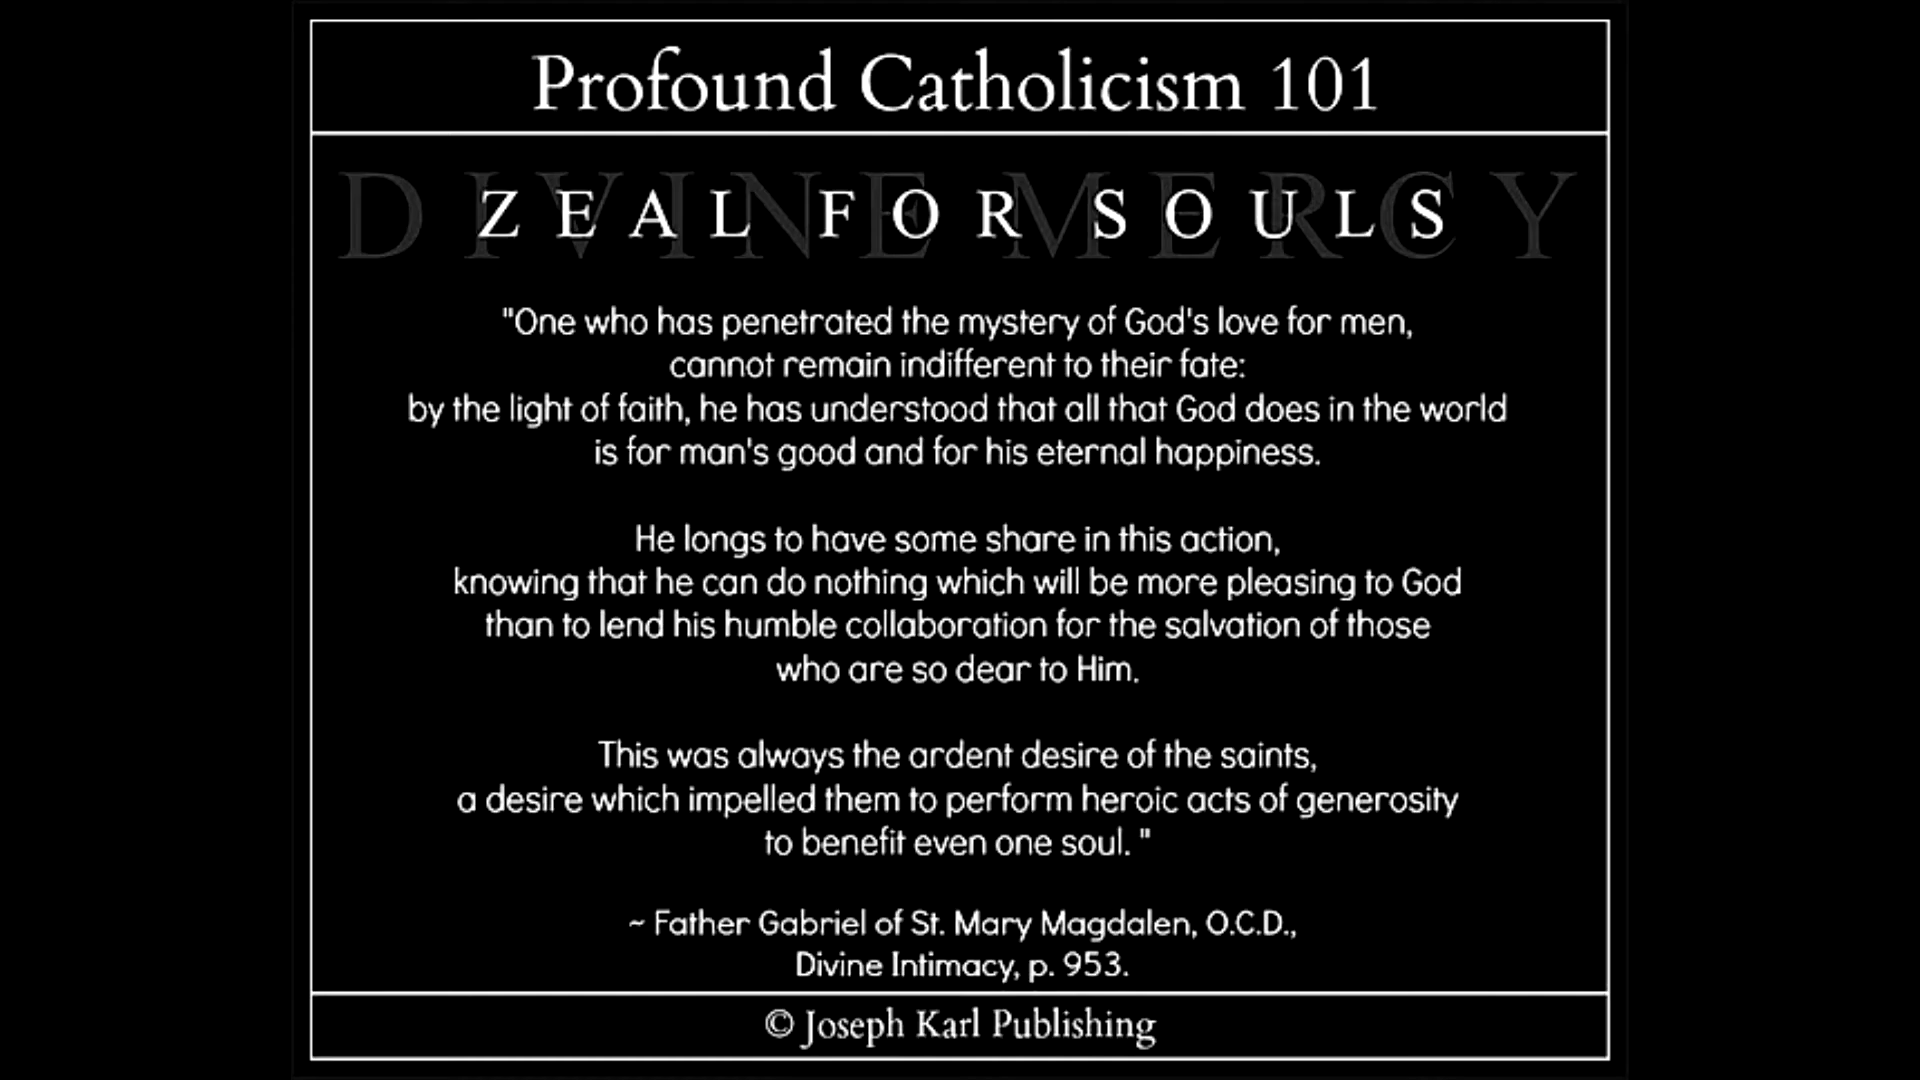 Profound Catholicism 101
DIVINE MERCY
ZEAL FOR SOULS
"One who has penetrated the mystery of God's love for men,
cannot remain indifferent to their fate:
by the light of faith, he has understood that all that God does in the world
is for man's good and for his eternal happiness.
He longs to have some share in this action,
knowing that he can do nothing which will be more pleasing to God
than to lend his humble collaboration for the salvation of those
who are so dear to Him.
This was always the ardent desire of the saints,
a desire which impelled them to perform heroic acts of generosity
to benefit even one soul. "
~ Father Gabriel of St. Mary Magdalen, O.C.D.,
Divine Intimacy, p. 953.
© Joseph Karl Publishing